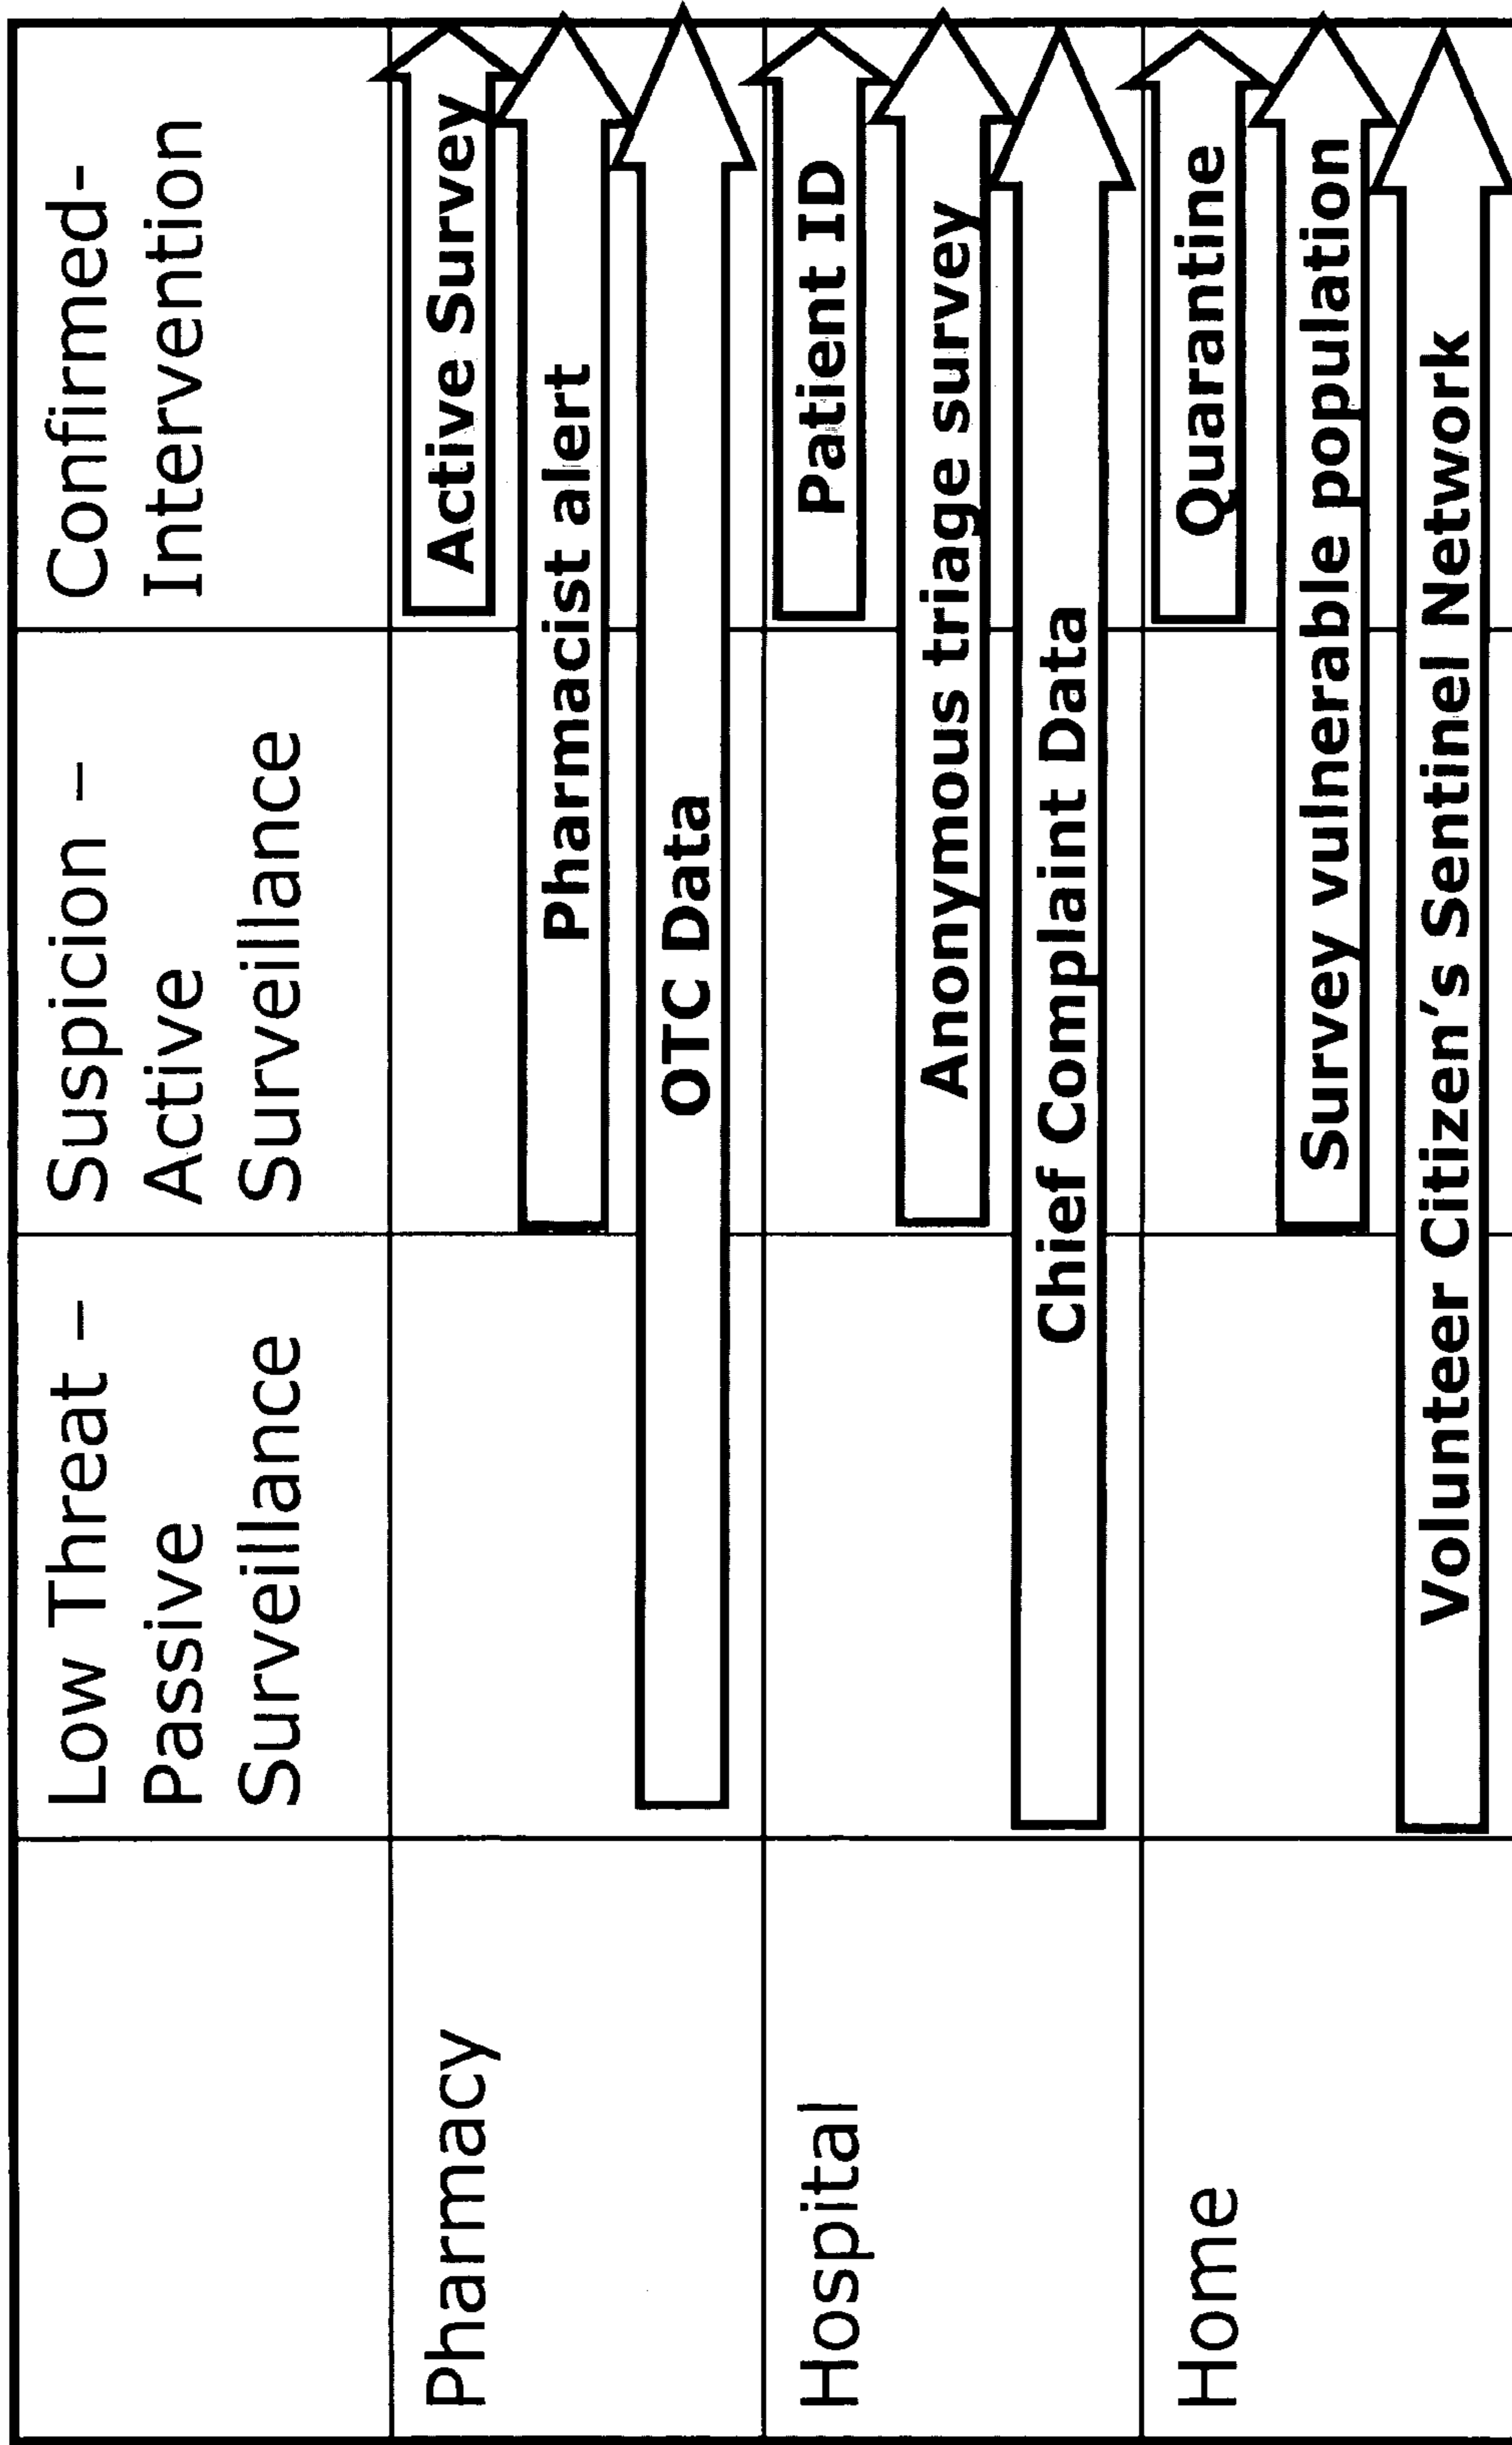 Low Threat –
Passive
Surveillance
Suspicion –
Active
Surveillance
Confirmed-
Intervention
Pharmacy
Active Survey
Pharmacist alert
OTC Data
Hospital
Patient ID
Anonymous triage survey
Chief Complaint Data
Home
Quarantine
Survey vulnerable population
Volunteer Citizen’s Sentinel Network